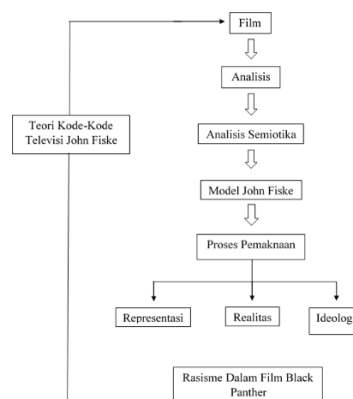 Film
Analisis
Teori Kode-Kode
Televisi John Fiske
Analisis Semiotika
Model John Fiske
Proses Pemaknaan
Representasi
Realitas
Ideolog
Rasisme Dalam Film Black
Panther